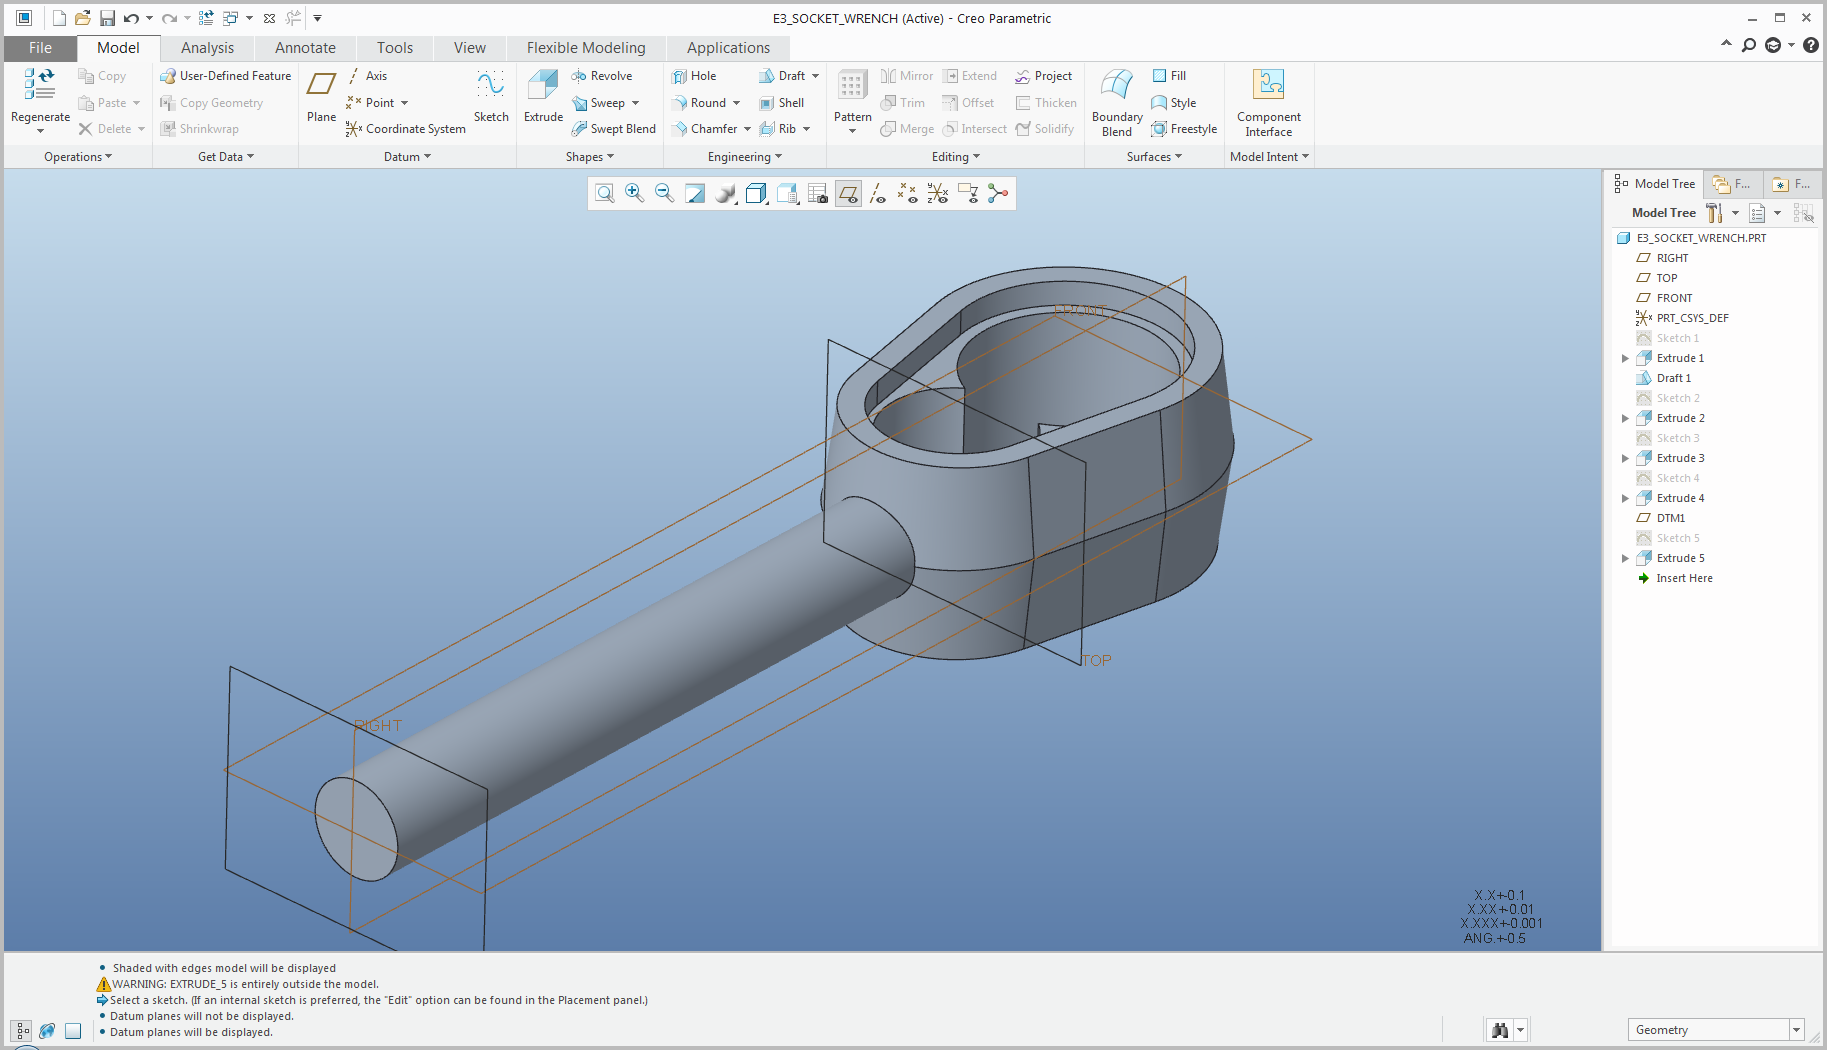 E3_SOCKET_WRENCH (Active) - Creo Parametric
File Model Analysis Annotate Tools View Flexible Modeling Applications
Regenerate
Copy
Paste
Delete
Operations
User-Defined Feature
Copy Geometry
Shrinkwrap
Get Data
Plane
Axis
Point
Coordinate System
Sketch
Datum
Extrude
Revolve
Sweep
Swept Blend
Shapes
Hole
Round
Chamfer
Draft
Shell
Rib
Engineering
Pattern
Mirror
Trim
Merge
Extend
Offset
Intersect
Project
Thicken
Solidify
Editing
Boundary
Blend
Fill
Style
Freestyle
Surfaces
Component
Interface
Model Intent
FRONT
TOP
RIGHT
X.X+-0.1
X.XX+-0.01
X.XXX+-0.001
ANG.+-0.5
Model Tree F... F...
Model Tree
E3_SOCKET_WRENCH.PRT
RIGHT
TOP
FRONT
PRT_CSYS_DEF
Sketch 1
Extrude 1
Draft 1
Sketch 2
Extrude 2
Sketch 3
Extrude 3
Sketch 4
Extrude 4
DTM1
Sketch 5
Extrude 5
Insert Here
Shaded with edges model will be displayed
WARNING: EXTRUDE_5 is entirely outside the model.
Select a sketch. (If an internal sketch is preferred, the "Edit" option can be found in the Placement panel.)
Datum planes will not be displayed.
Datum planes will be displayed.
Geometry